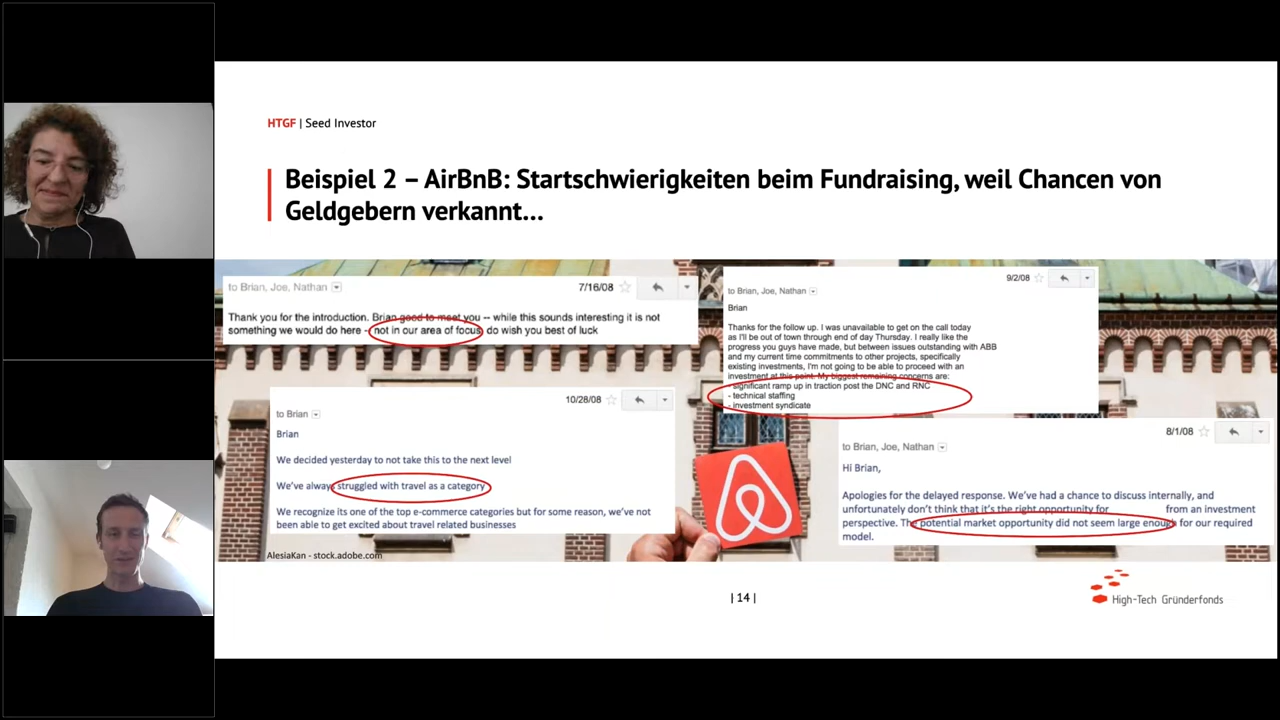 HTGF | Seed Investor
Beispiel 2 – AirBnB: Startschwierigkeiten beim Fundraising, weil Chancen von
Geldgebern verkannt...
to Brian, Joe, Nathan
7/16/08
Thank you for the introduction. Brian good to meet you -- while this sounds interesting it is not
something we would do here - not in our area of focus, do wish you best of luck
9/2/08
to Brian, Joe, Nathan
Brian
Thanks for the follow up. I was unavailable to get on the call today
as I'll be out of town through end of day Thursday. I really like the
progress you guys have made, but between issues outstanding with ABB
and my current time commitments to other projects, specifically
existing investments, I'm not going to be able to proceed with an
investment at this point. My biggest remaining concerns are:
- significant ramp up in traction post the DNC and RNC
- technical staffing
- investment syndicate
10/28/08
to Brian
Brian
We decided yesterday to not take this to the next level
We've always struggled with travel as a category
We recognize its one of the top e-commerce categories but for some reason, we've not
been able to get excited about travel related businesses
8/1/08
to Brian, Joe, Nathan
Hi Brian,
Apologies for the delayed response. We've had a chance to discuss internally, and
unfortunately don't think that it's the right opportunity for from an investment
perspective. The potential market opportunity did not seem large enough for our required
model.
AlesiaKan - stock.adobe.com
| 14 |
High-Tech Gründerfonds